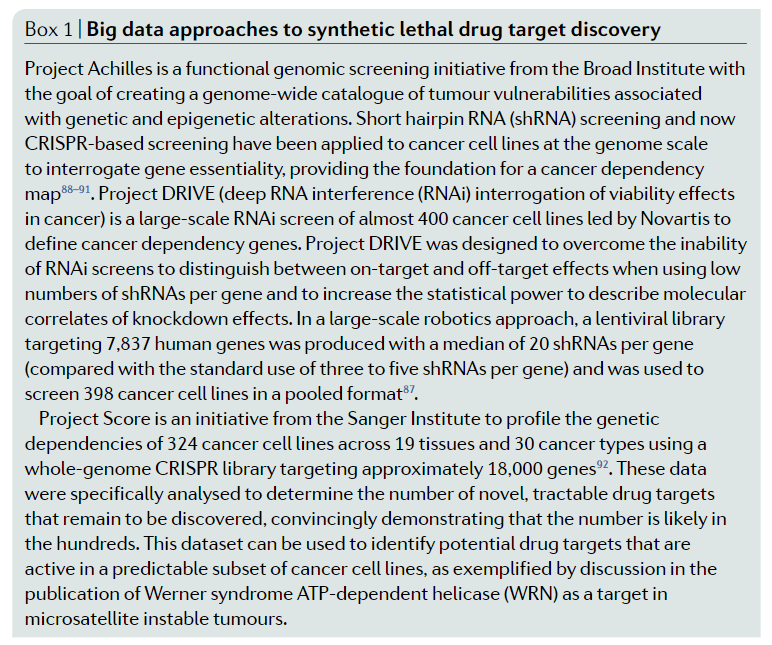 Box 1 | Big data approaches to synthetic lethal drug target discovery
Project Achilles is a functional genomic screening initiative from the Broad Institute with
the goal of creating a genome-wide catalogue of tumour vulnerabilities associated
with genetic and epigenetic alterations. Short hairpin RNA (shRNA) screening and now
CRISPR-based screening have been applied to cancer cell lines at the genome scale
to interrogate gene essentiality, providing the foundation for a cancer dependency
map88–91. Project DRIVE (deep RNA interference (RNAi) interrogation of viability effects
in cancer) is a large-scale RNAi screen of almost 400 cancer cell lines led by Novartis to
define cancer dependency genes. Project DRIVE was designed to overcome the inability
of RNAi screens to distinguish between on-target and off-target effects when using low
numbers of shRNAs per gene and to increase the statistical power to describe molecular
correlates of knockdown effects. In a large-scale robotics approach, a lentiviral library
targeting 7,837 human genes was produced with a median of 20 shRNAs per gene
(compared with the standard use of three to five shRNAs per gene) and was used to
screen 398 cancer cell lines in a pooled format87.
Project Score is an initiative from the Sanger Institute to profile the genetic
dependencies of 324 cancer cell lines across 19 tissues and 30 cancer types using a
whole-genome CRISPR library targeting approximately 18,000 genes92. These data
were specifically analysed to determine the number of novel, tractable drug targets
that remain to be discovered, convincingly demonstrating that the number is likely in
the hundreds. This dataset can be used to identify potential drug targets that are
active in a predictable subset of cancer cell lines, as exemplified by discussion in the
publication of Werner syndrome ATP-dependent helicase (WRN) as a target in
microsatellite instable tumours.